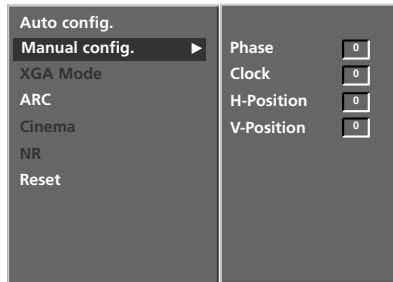 Auto config.
Manual config. ►
XGA Mode
ARC
Cinema
NR
Reset
Phase 0
Clock 0
H-Position 0
V-Position 0